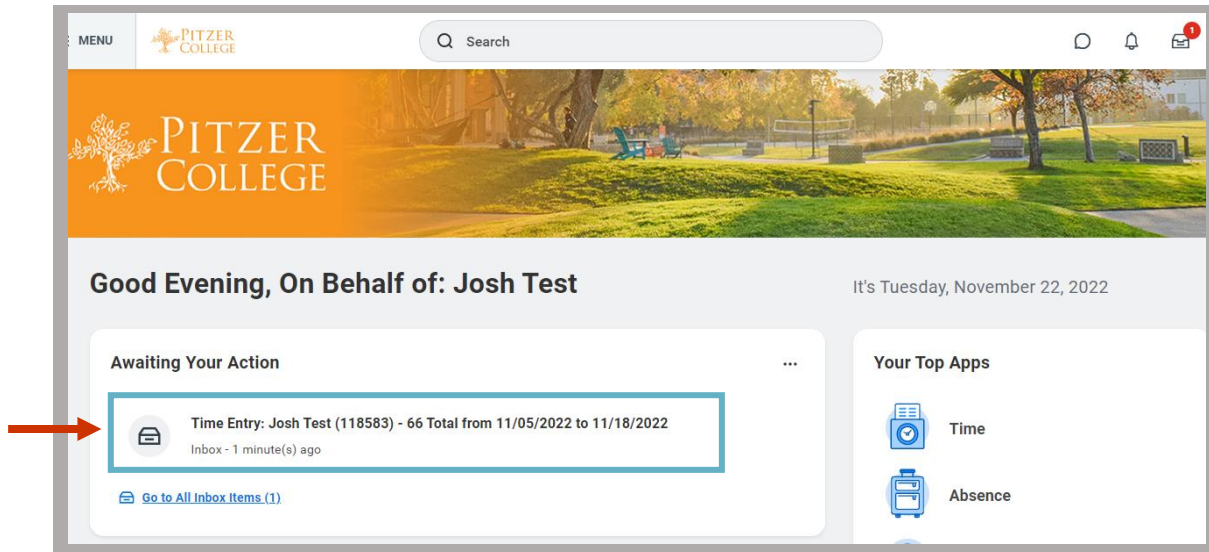 MENU
PITZER
COLLEGE
Search
1
PITZER
COLLEGE
Good Evening, On Behalf of: Josh Test
It's Tuesday, November 22, 2022
Awaiting Your Action
Time Entry: Josh Test (118583) - 66 Total from 11/05/2022 to 11/18/2022
Inbox - 1 minute(s) ago
Go to All Inbox Items (1)
Your Top Apps
Time
Absence